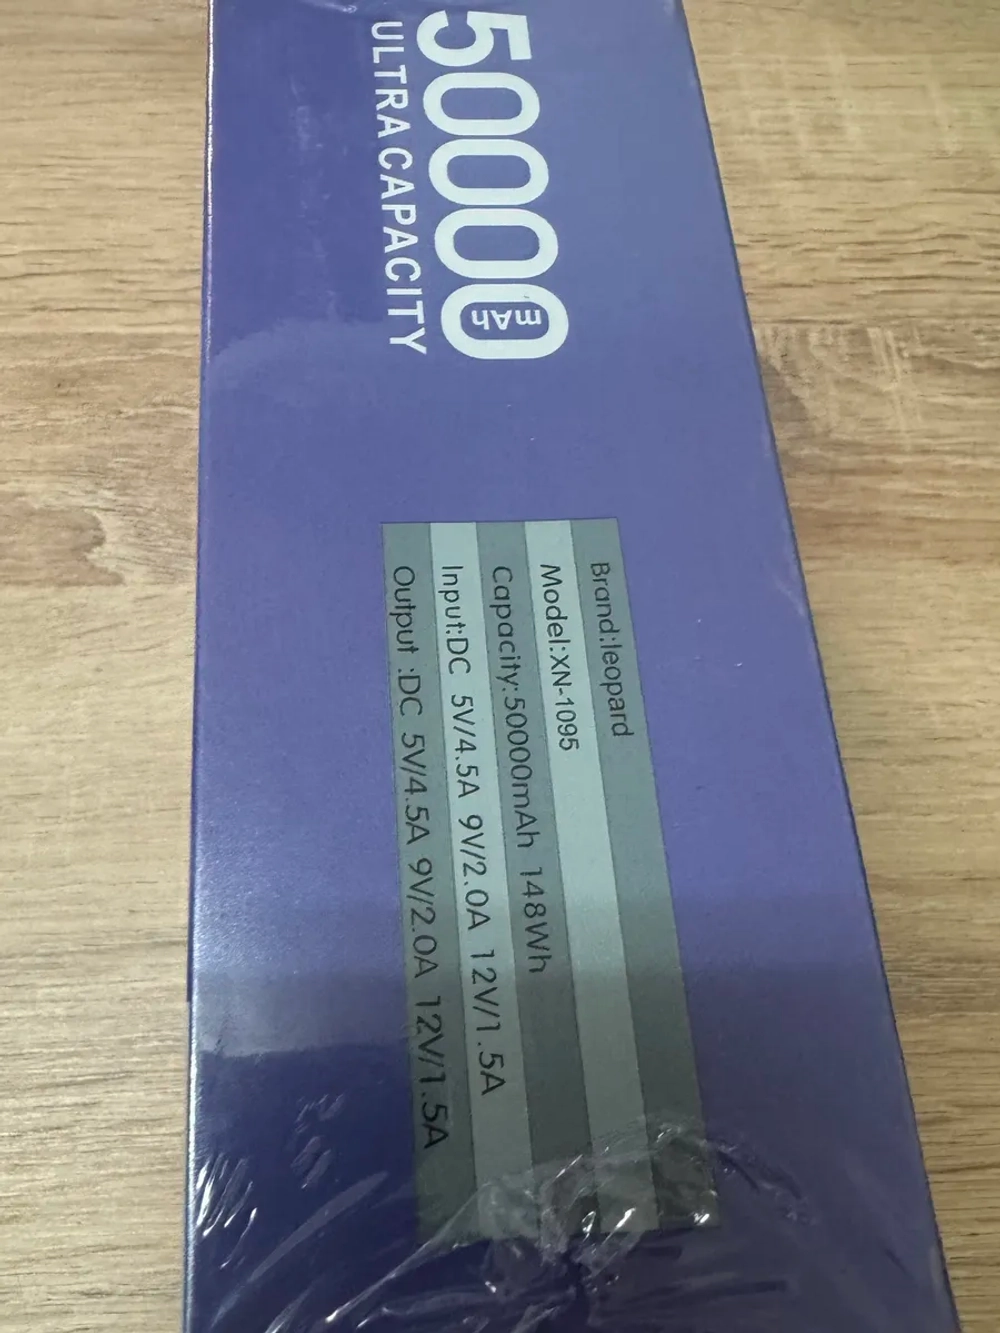 50000
mAh
ULTRA CAPACITY
Brand:leopard
Model:XN-1095
Capacity:50000mAh 148Wh
Input:DC 5V/4.5A 9V/2.0A 12V/1.5A
Output :DC 5V/4.5A 9V/2.0A 12V/1.5A